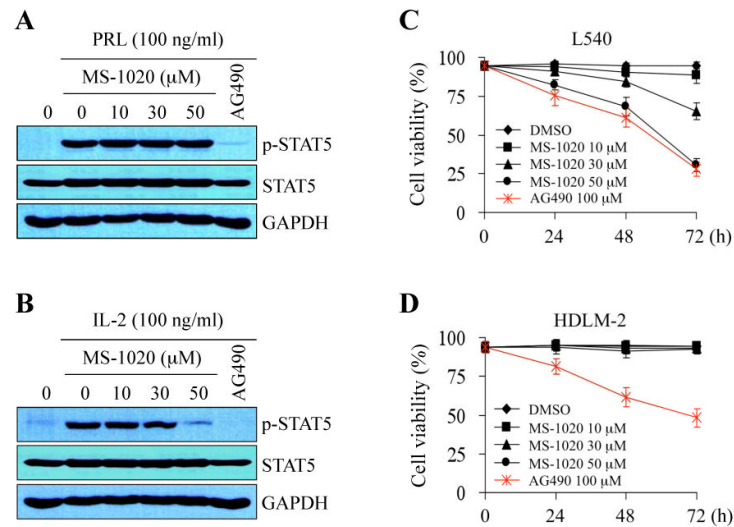 A
PRL (100 ng/ml)
MS-1020 (μM)
AG490
0 0 10 30 50
p-STAT5
STAT5
GAPDH
B
IL-2 (100 ng/ml)
MS-1020 (μM)
AG490
0 0 10 30 50
p-STAT5
STAT5
GAPDH
C
L540
Cell viability (%)
100
75
50
25
0
DMSO
MS-1020 10 μM
MS-1020 30 μM
MS-1020 50 μM
AG490 100 μM
0 24 48 72 (h)
D
HDLM-2
Cell viability (%)
100
75
50
25
0
DMSO
MS-1020 10 μM
MS-1020 30 μM
MS-1020 50 μM
AG490 100 μM
0 24 48 72 (h)